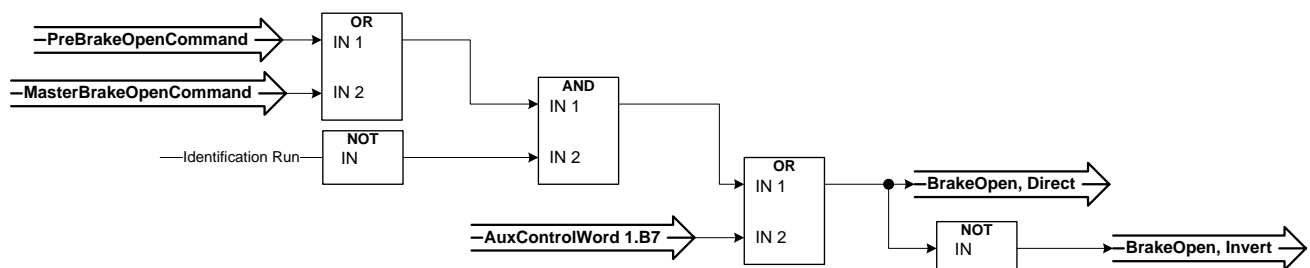 OR
PreBrakeOpenCommand
IN 1
MasterBrakeOpenCommand
IN 2
AND
IN 1
NOT
Identification Run
IN
IN 2
OR
IN 1
BrakeOpen, Direct
AuxControlWord 1.B7
IN 2
NOT
IN
BrakeOpen, Invert